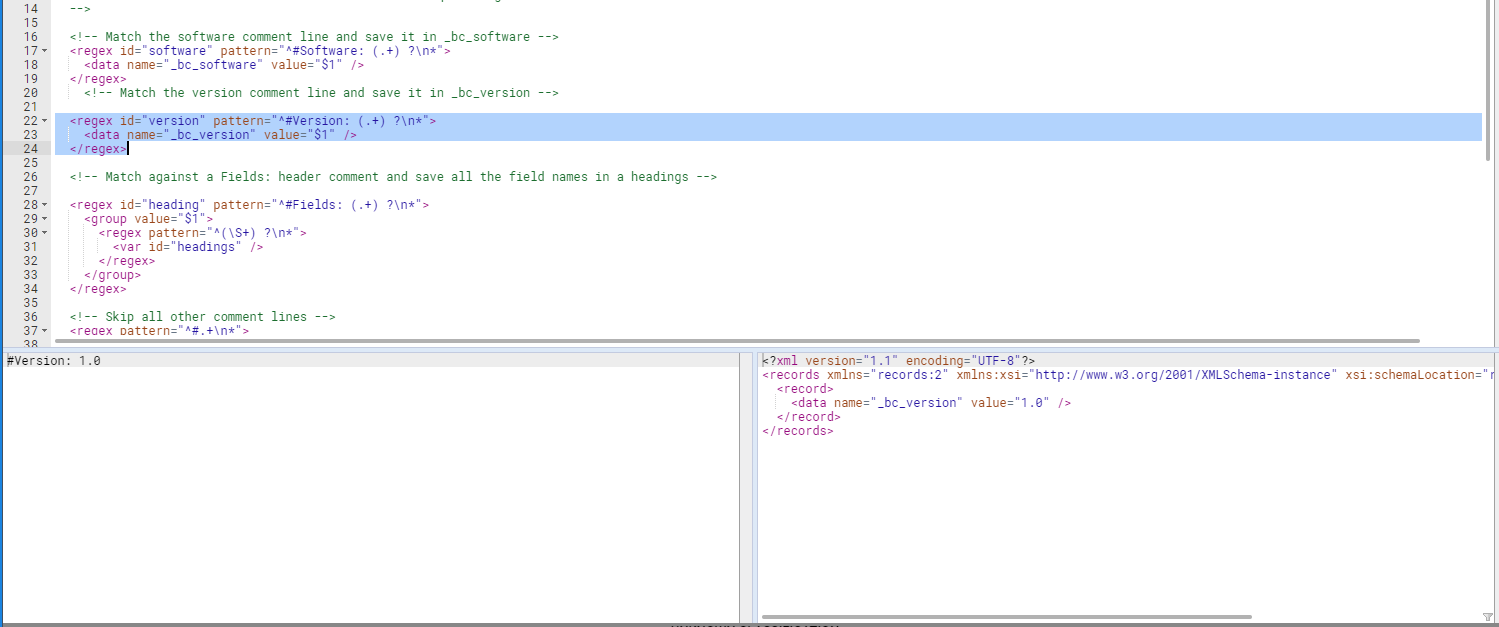 14 -->
15
16 <!-- Match the software comment line and save it in _bc_software -->
17 <regex id="software" pattern="^#Software: (.+) ?\n*">
18 <data name="_bc_software" value="$1" />
19 </regex>
20 <!-- Match the version comment line and save it in _bc_version -->
21
22 <regex id="version" pattern="^#Version: (.+) ?\n*">
23 <data name="_bc_version" value="$1" />
24 </regex>
25
26 <!-- Match against a Fields: header comment and save all the field names in a headings -->
27
28 <regex id="heading" pattern="^#Fields: (.+) ?\n*">
29 <group value="$1">
30 <regex pattern="^(\S+) ?\n*">
31 <var id="headings" />
32 </regex>
33 </group>
34 </regex>
35
36 <!-- Skip all other comment lines -->
37 <regex pattern="^#.+\n*">
38
#Version: 1.0
<?xml version="1.1" encoding="UTF-8"?>
<records xmlns="records:2" xmlns:xsi="http://www.w3.org/2001/XMLSchema-instance" xsi:schemaLocation="r
<record>
<data name="_bc_version" value="1.0" />
</record>
</records>